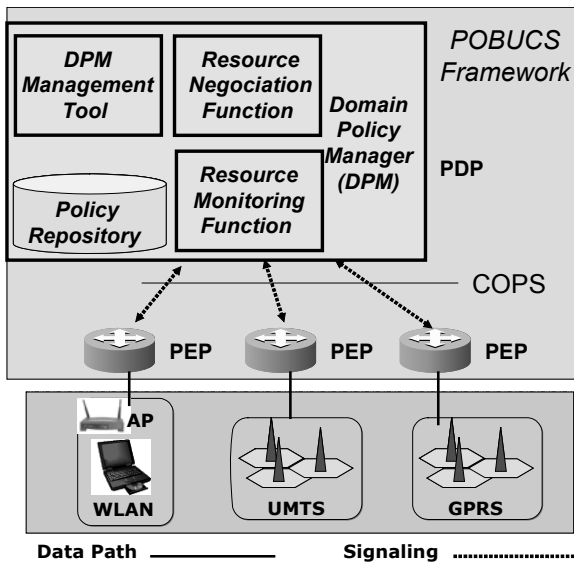 POBUCS
Framework
DPM
Management
Tool
Resource
Negociation
Function
Domain
Policy
Manager
(DPM)
PDP
Policy
Repository
Resource
Monitoring
Function
COPS
PEP
PEP
PEP
AP
WLAN
UMTS
GPRS
Data Path
Signaling